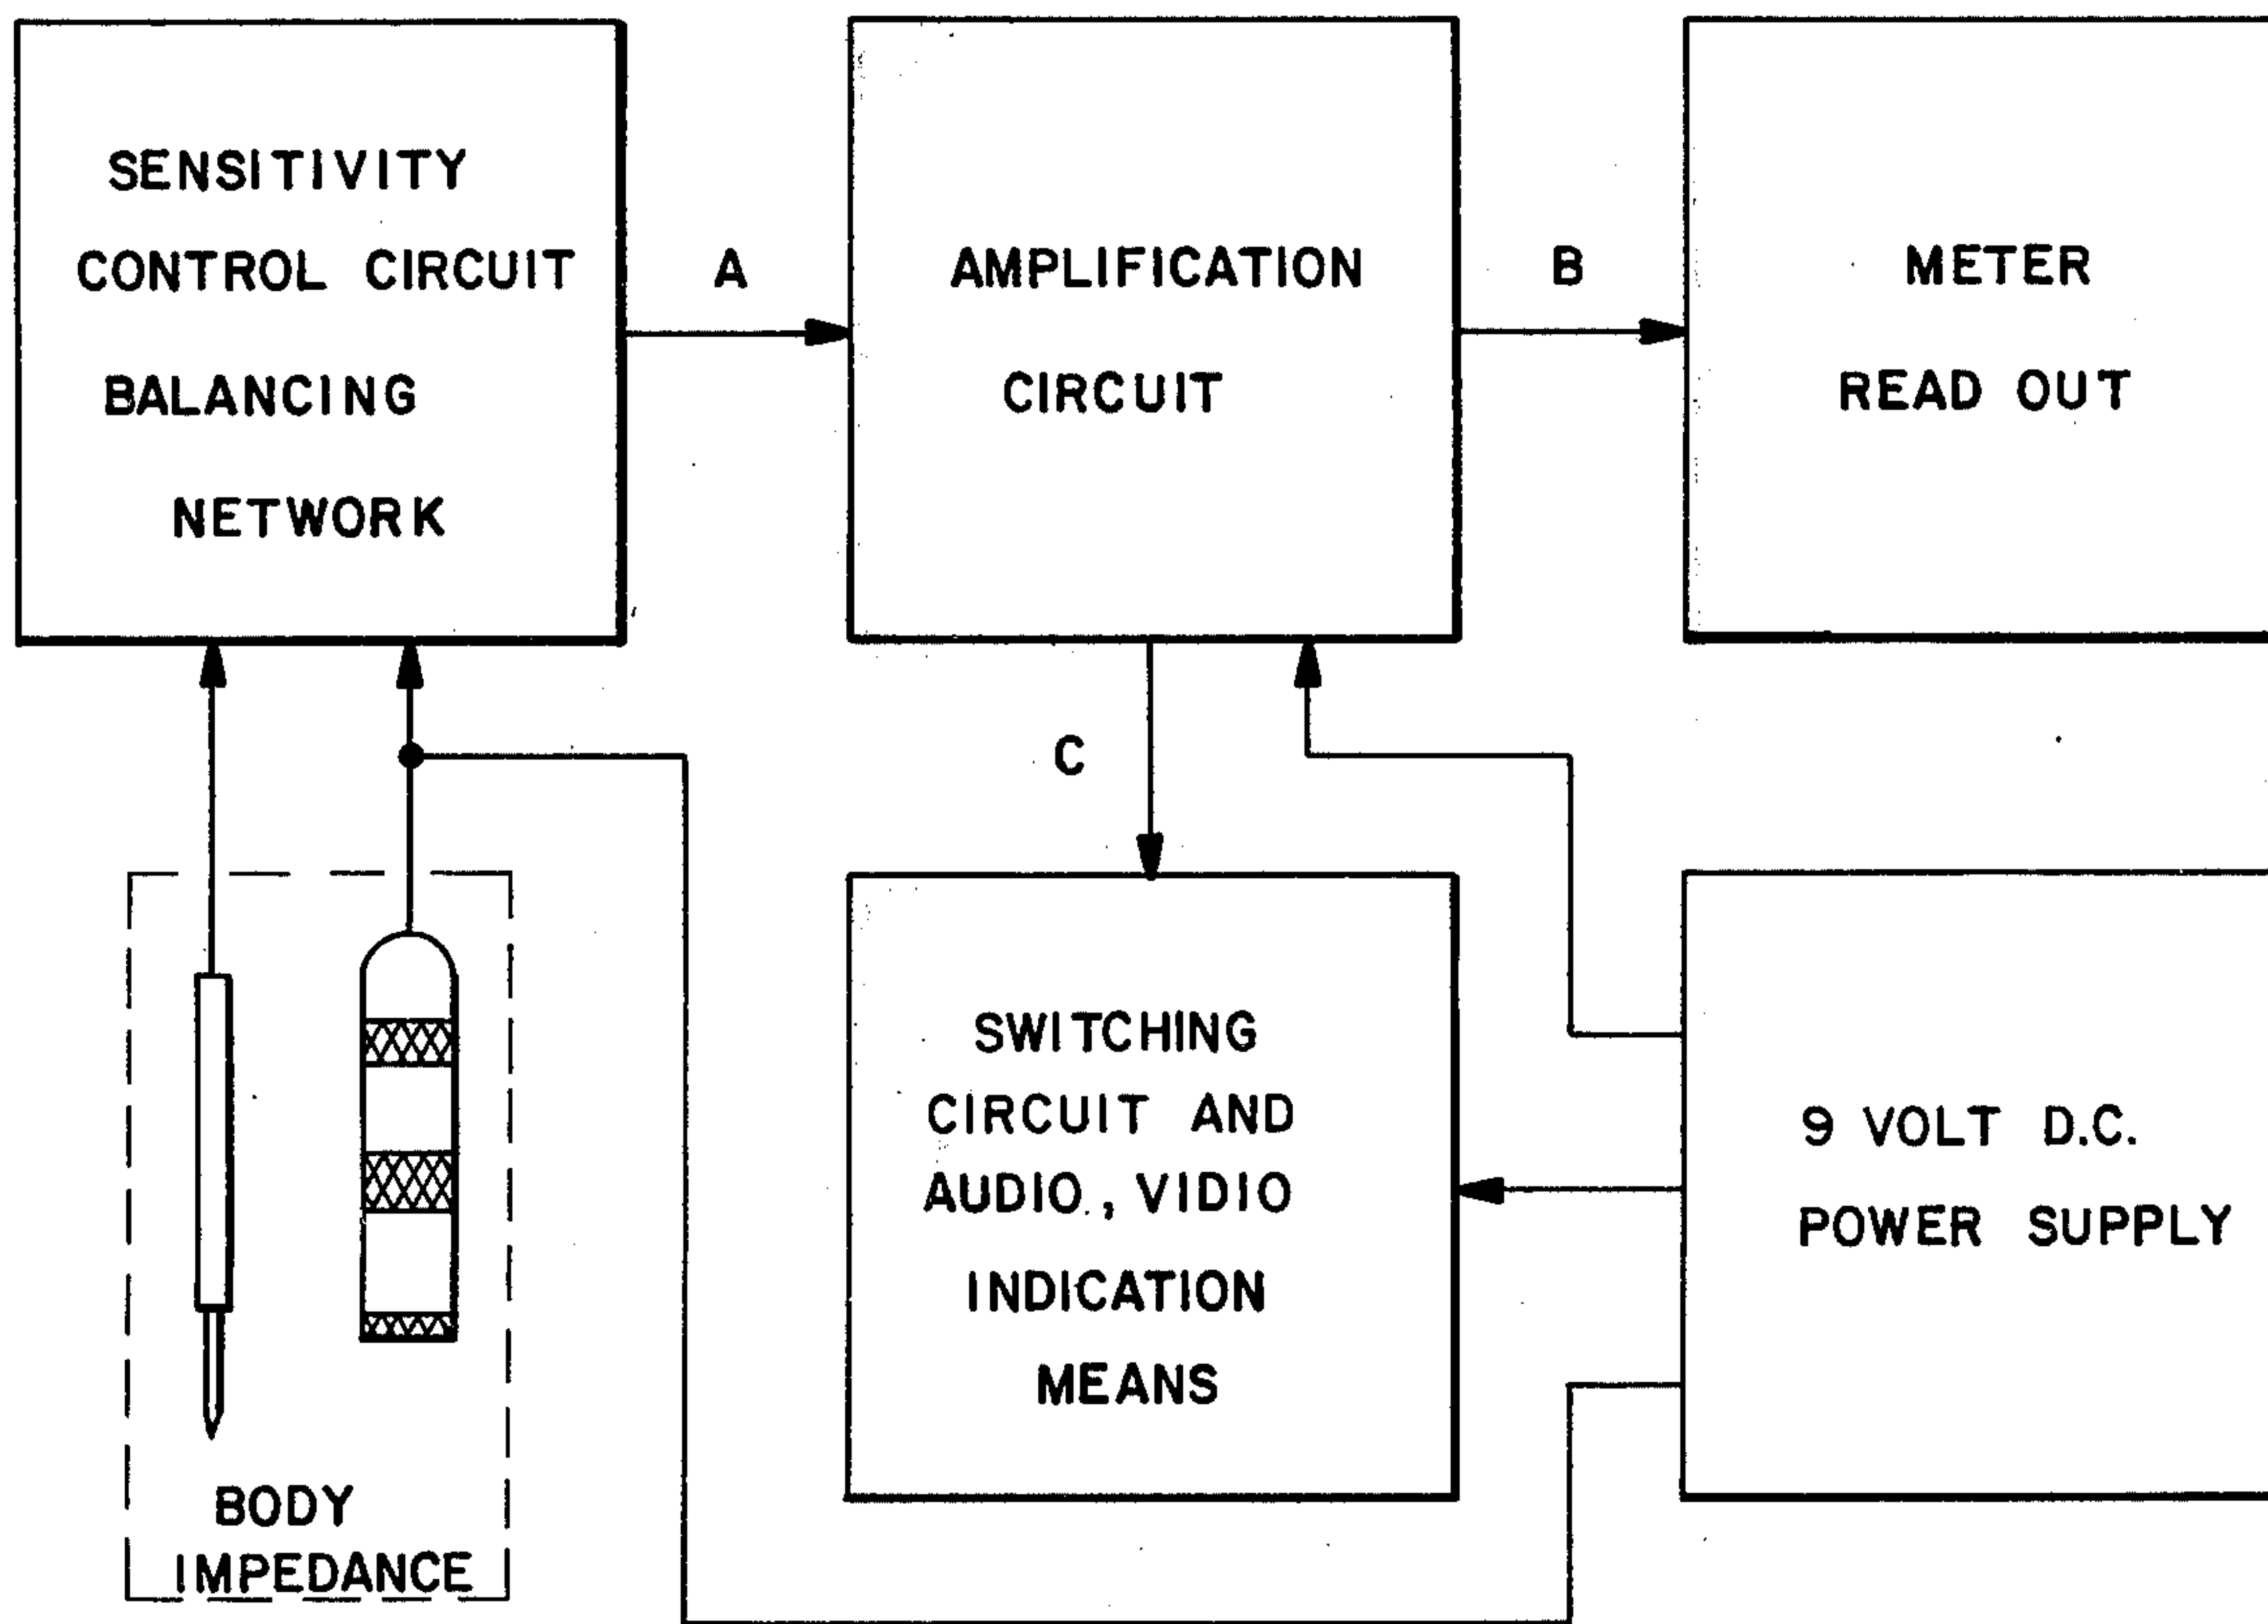 SENSITIVITY
CONTROL CIRCUIT
BALANCING
NETWORK
A
AMPLIFICATION
CIRCUIT
B
METER
READ OUT
C
BODY
IMPEDANCE
SWITCHING
CIRCUIT AND
AUDIO, VIDIO
INDICATION
MEANS
9 VOLT D.C.
POWER SUPPLY